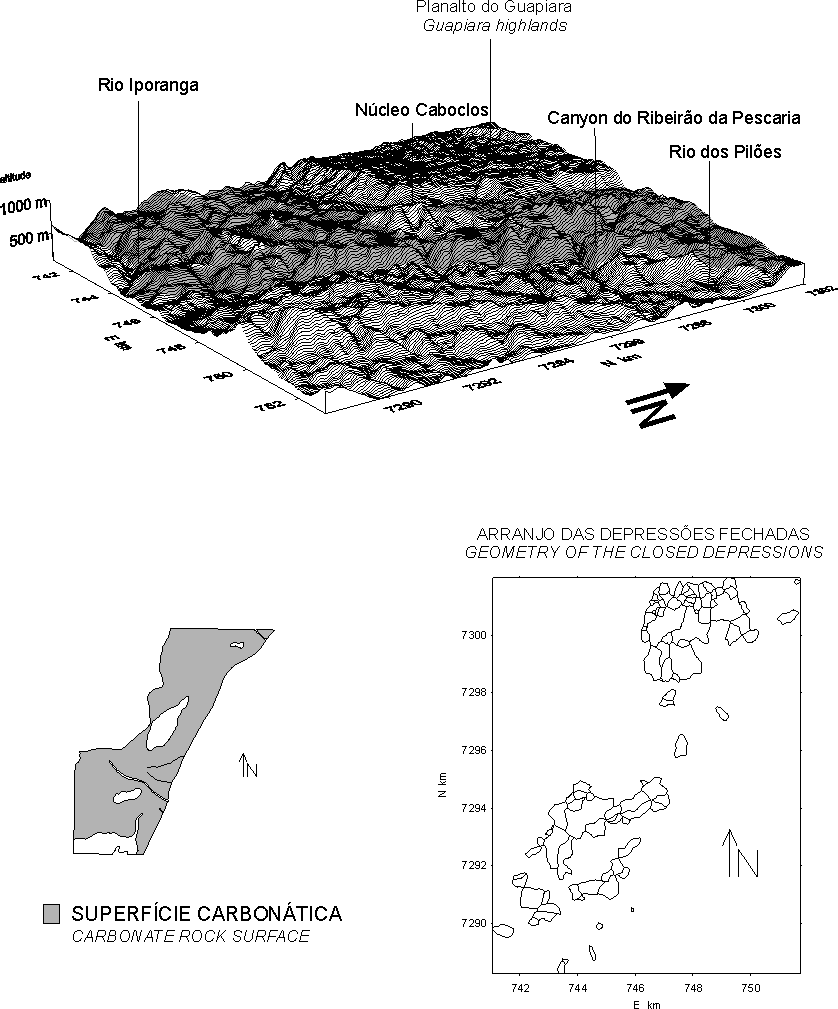 Planalto do Guapiara
Guapiara highlands
Rio Iporanga
Núcleo Caboclos
Canyon do Ribeirão da Pescaria
Rio dos Pilões
altitude
1000 m
500 m
742
744
746
748
750
752
7290
7292
7294
7296
7298
7300
7302
N km
N
ARRANJO DAS DEPRESSÕES FECHADAS
GEOMETRY OF THE CLOSED DEPRESSIONS
7300
7298
7296
7294
7292
7290
N km
N
742 744 746 748 750
E km
N
SUPERFÍCIE CARBONÁTICA
CARBONATE ROCK SURFACE